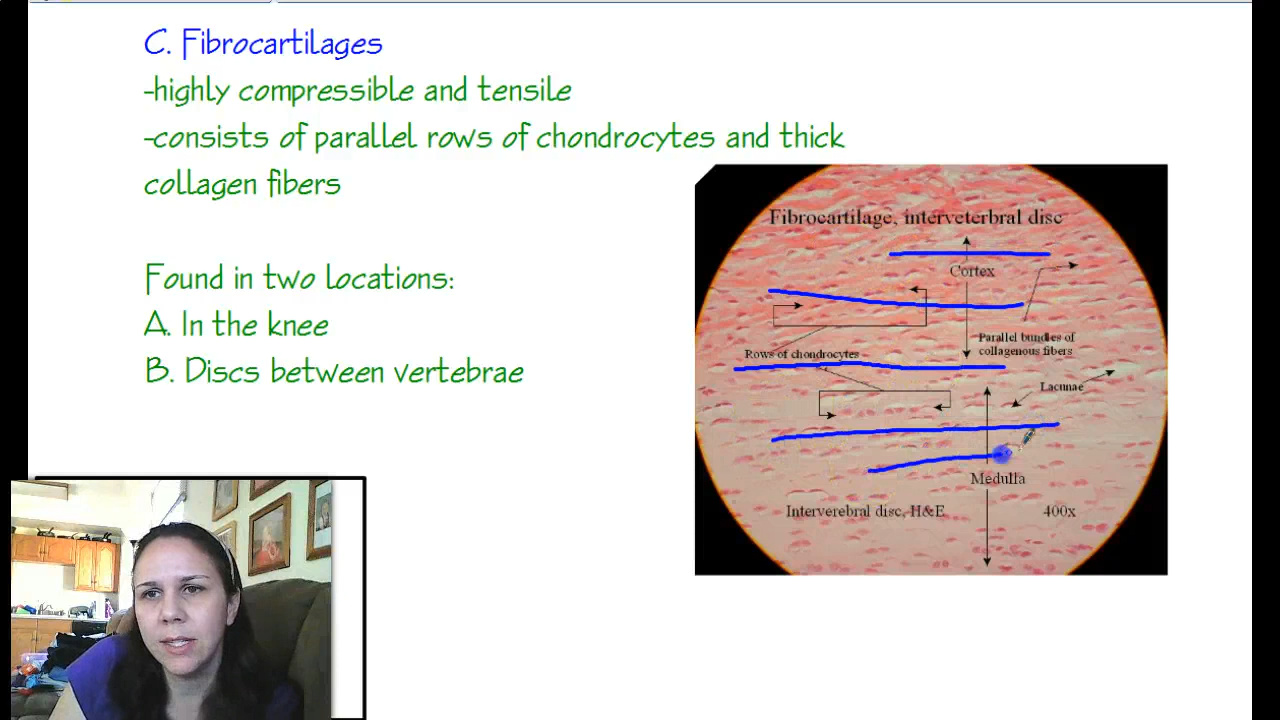 C. Fibrocartilages
-highly compressible and tensile
-consists of parallel rows of chondrocytes and thick
collagen fibers
Found in two locations:
A. In the knee
B. Discs between vertebrae
Fibrocartilage, interveterbral disc
Cortex
Parallel bundles of
collagenous fibers
Rows of chondrocytes
Lacunae
Medulla
Interverebral disc, H&E
400x